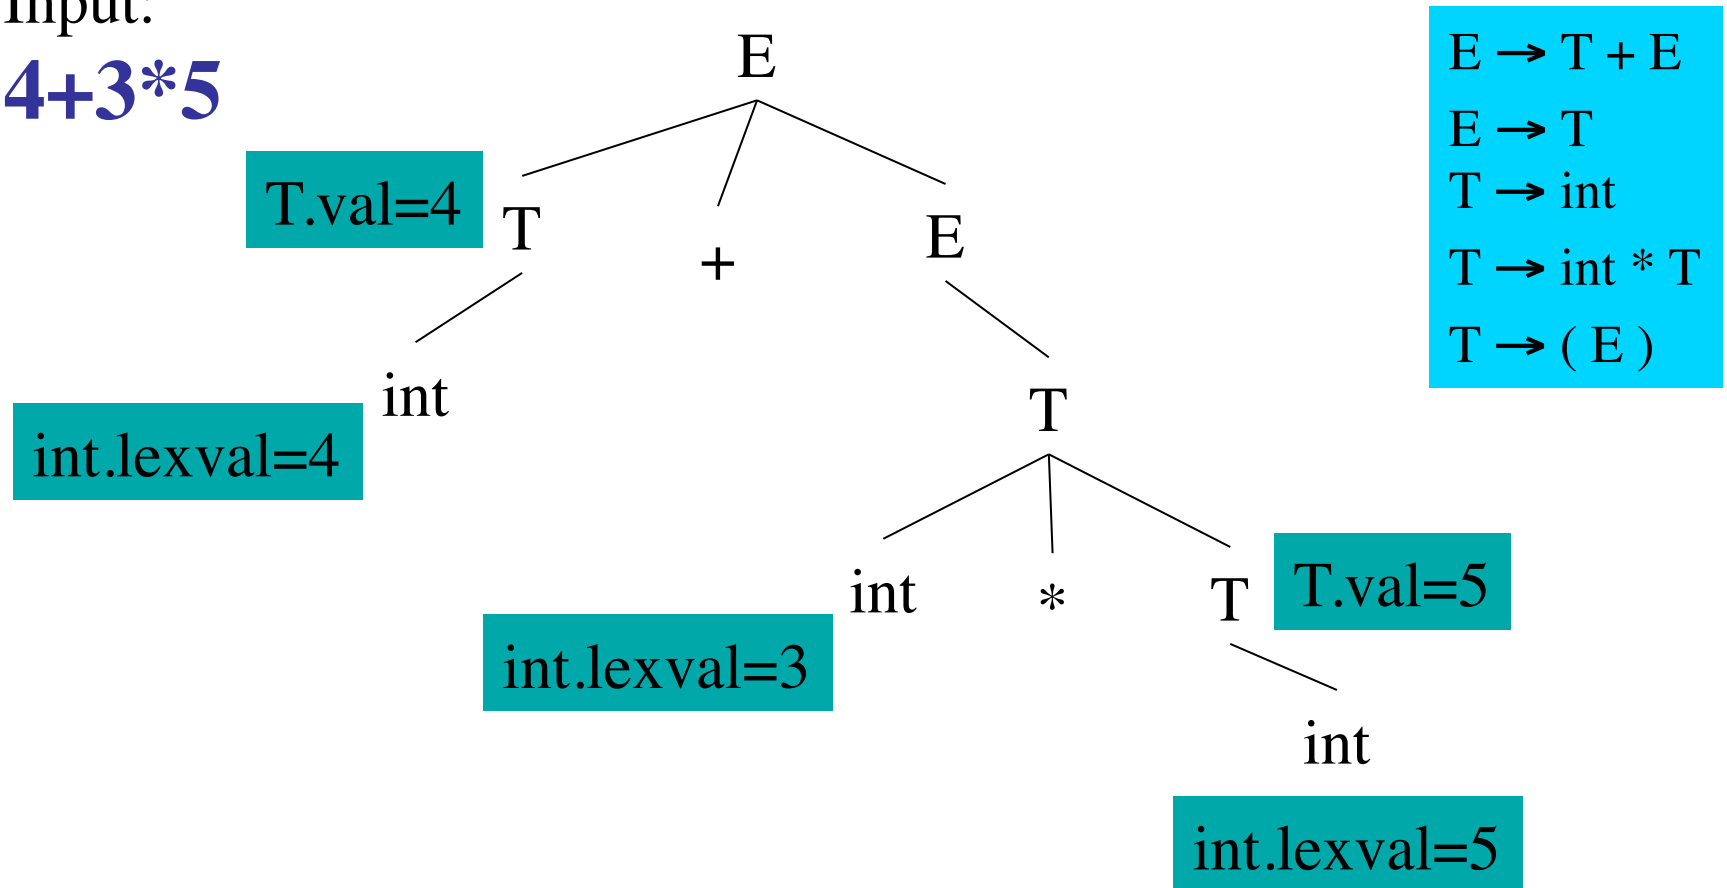 Input:
4+3*5
E
T.val=4
T
+
E
int
int.lexval=4
T
int
*
T
T.val=5
int.lexval=3
int
int.lexval=5
E → T + E
E → T
T → int
T → int * T
T → ( E )